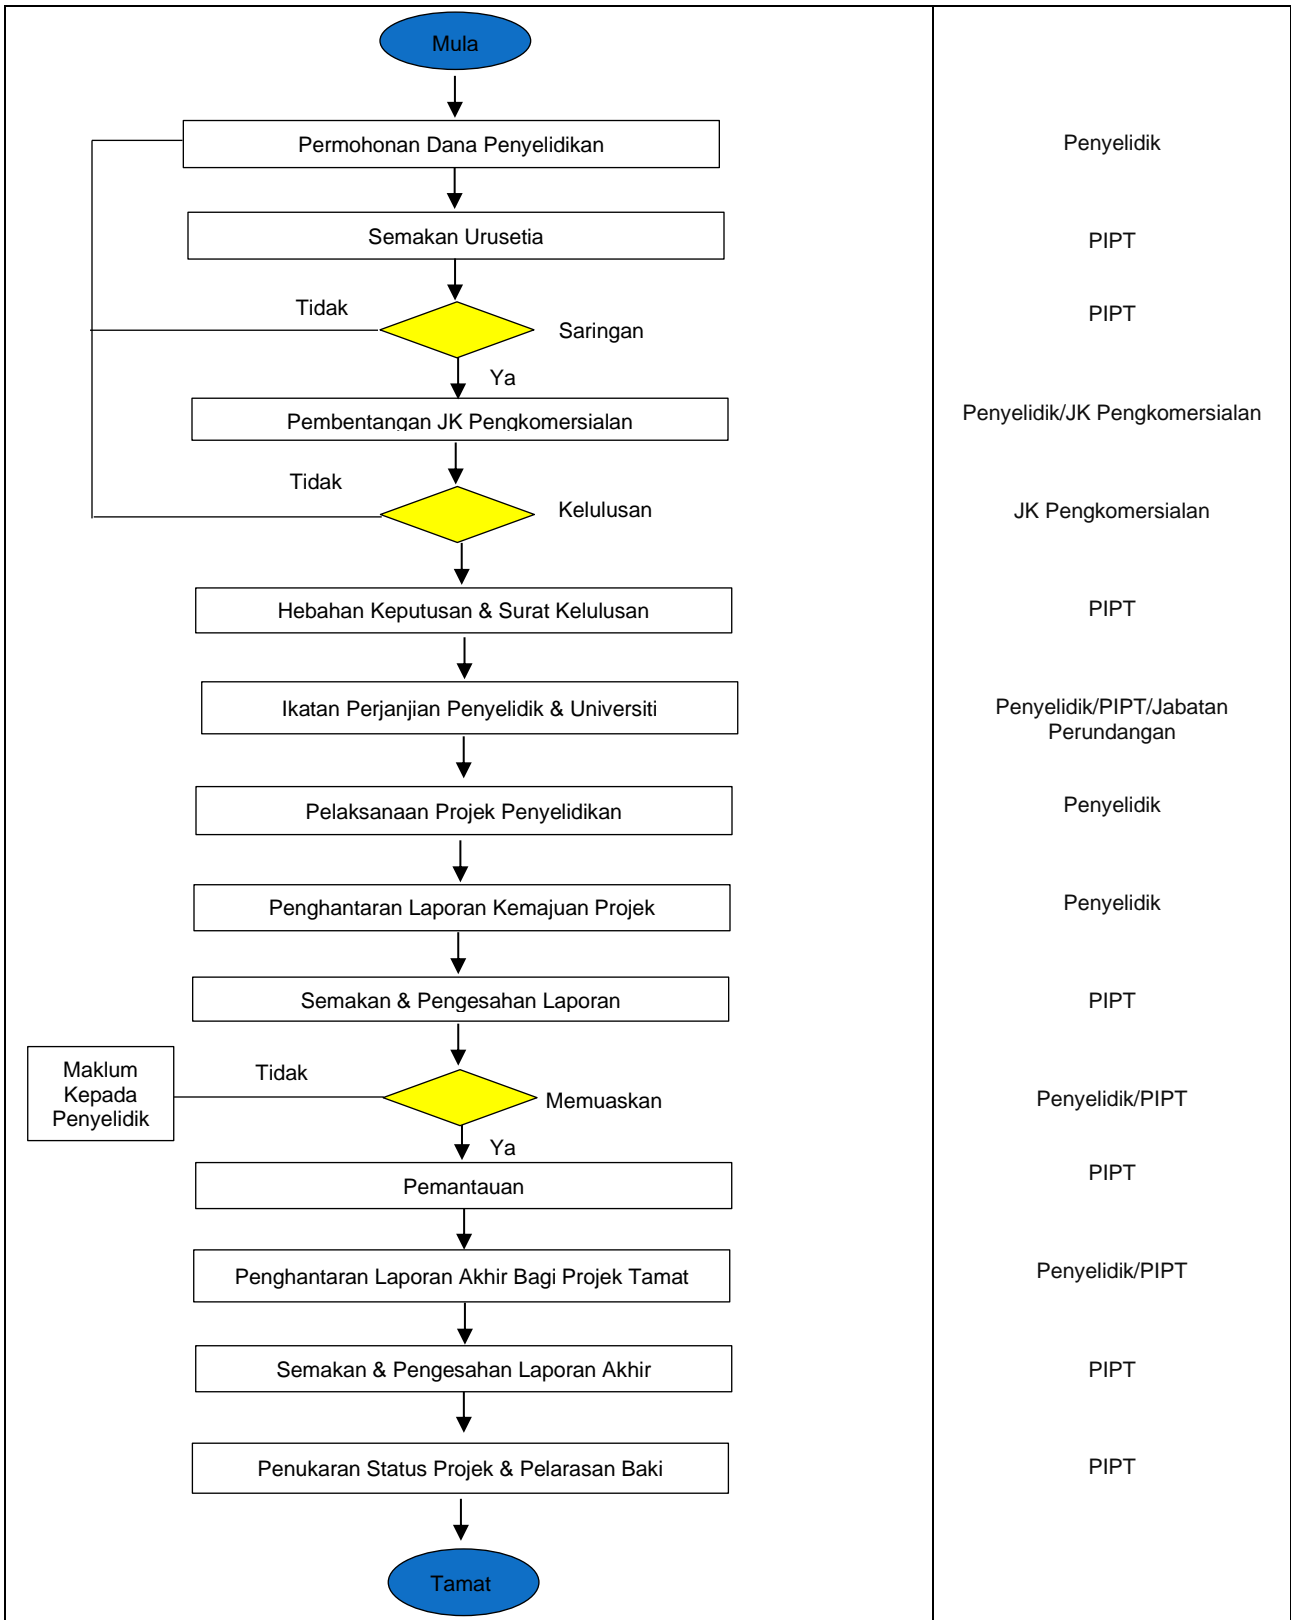 Mula
Permohonan Dana Penyelidikan
Penyelidik
Semakan Urusetia
PIPT
Tidak
Saringan
PIPT
Ya
Pembentangan JK Pengkomersialan
Penyelidik/JK Pengkomersialan
Tidak
Kelulusan
JK Pengkomersialan
Hebahan Keputusan & Surat Kelulusan
PIPT
Ikatan Perjanjian Penyelidik & Universiti
Penyelidik/PIPT/Jabatan
Perundangan
Pelaksanaan Projek Penyelidikan
Penyelidik
Penghantaran Laporan Kemajuan Projek
Penyelidik
Semakan & Pengesahan Laporan
PIPT
Maklum
Kepada
Penyelidik
Tidak
Memuaskan
Penyelidik/PIPT
Ya
Pemantauan
PIPT
Penghantaran Laporan Akhir Bagi Projek Tamat
Penyelidik/PIPT
Semakan & Pengesahan Laporan Akhir
PIPT
Penukaran Status Projek & Pelarasan Baki
PIPT
Tamat